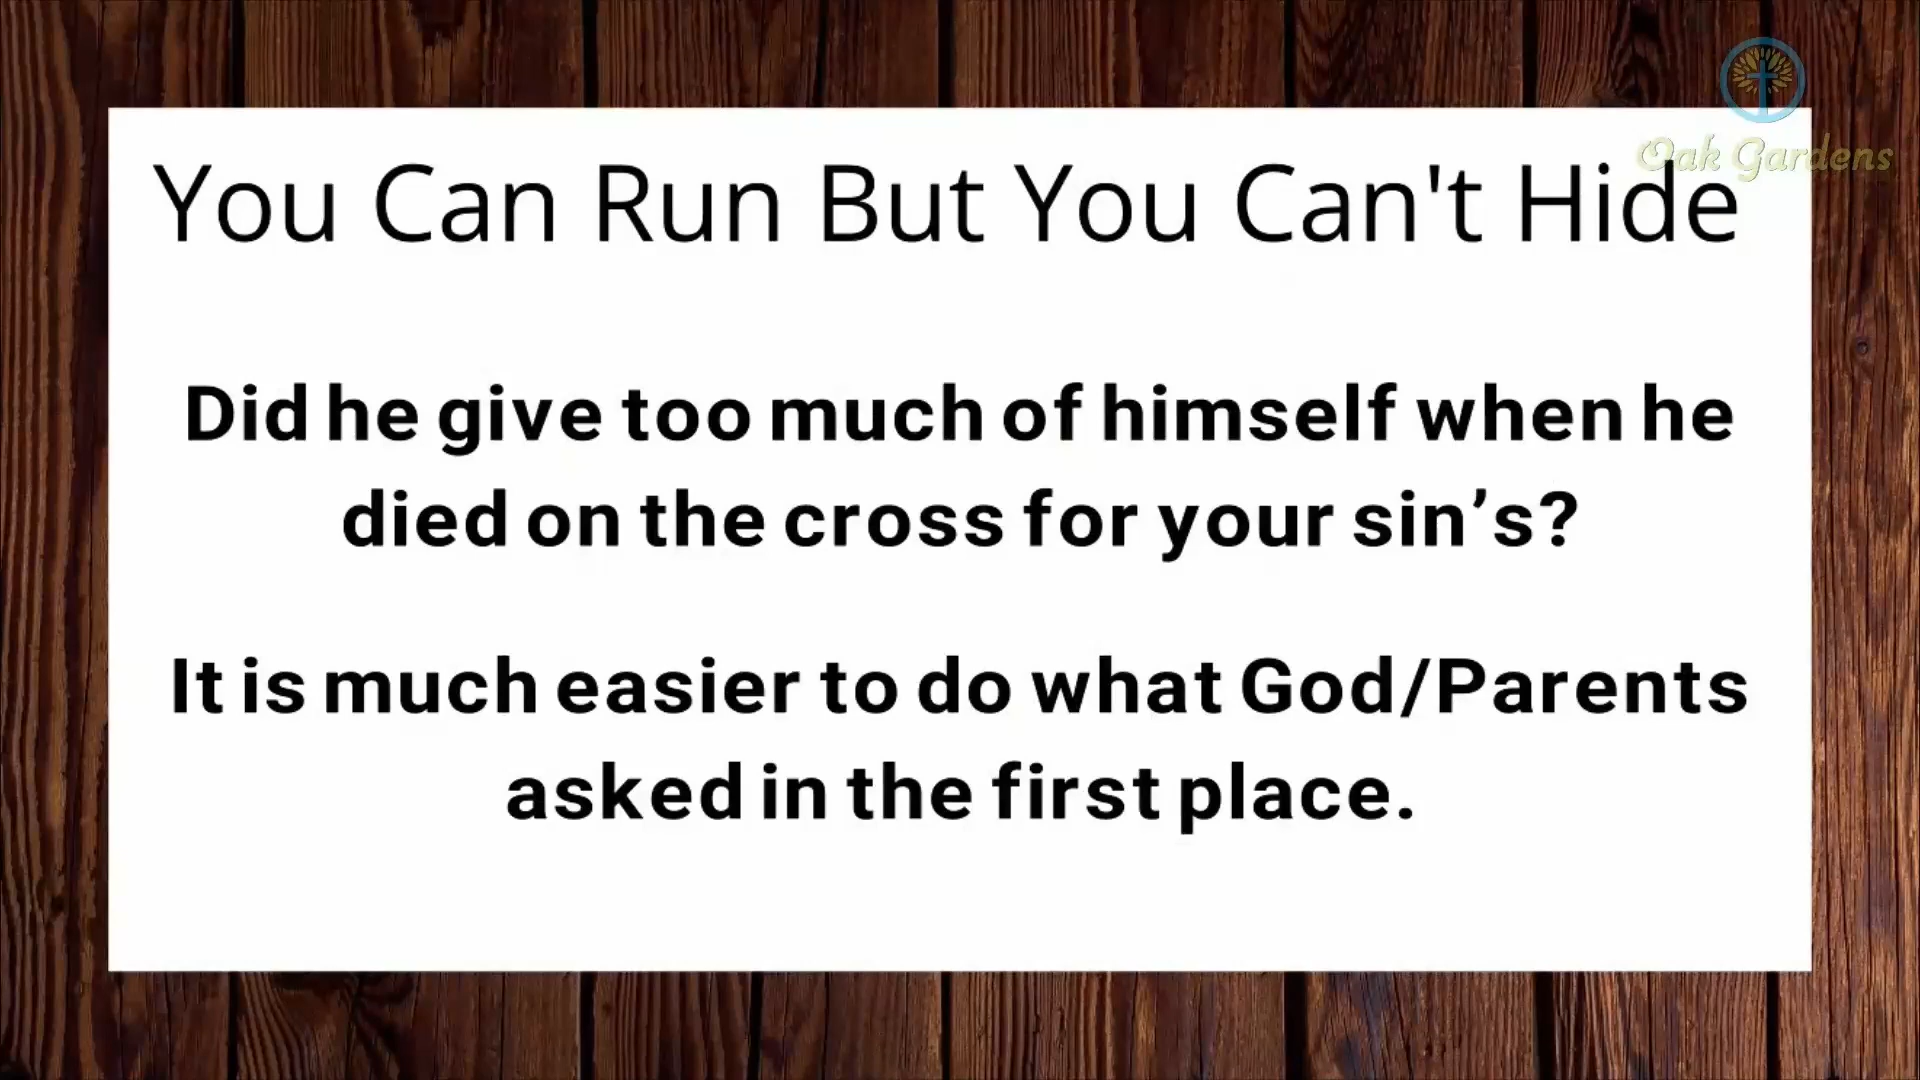 Oak Gardens
You Can Run But You Can't Hide
Did he give too much of himself when he
died on the cross for your sin’s?
It is much easier to do what God/Parents
asked in the first place.